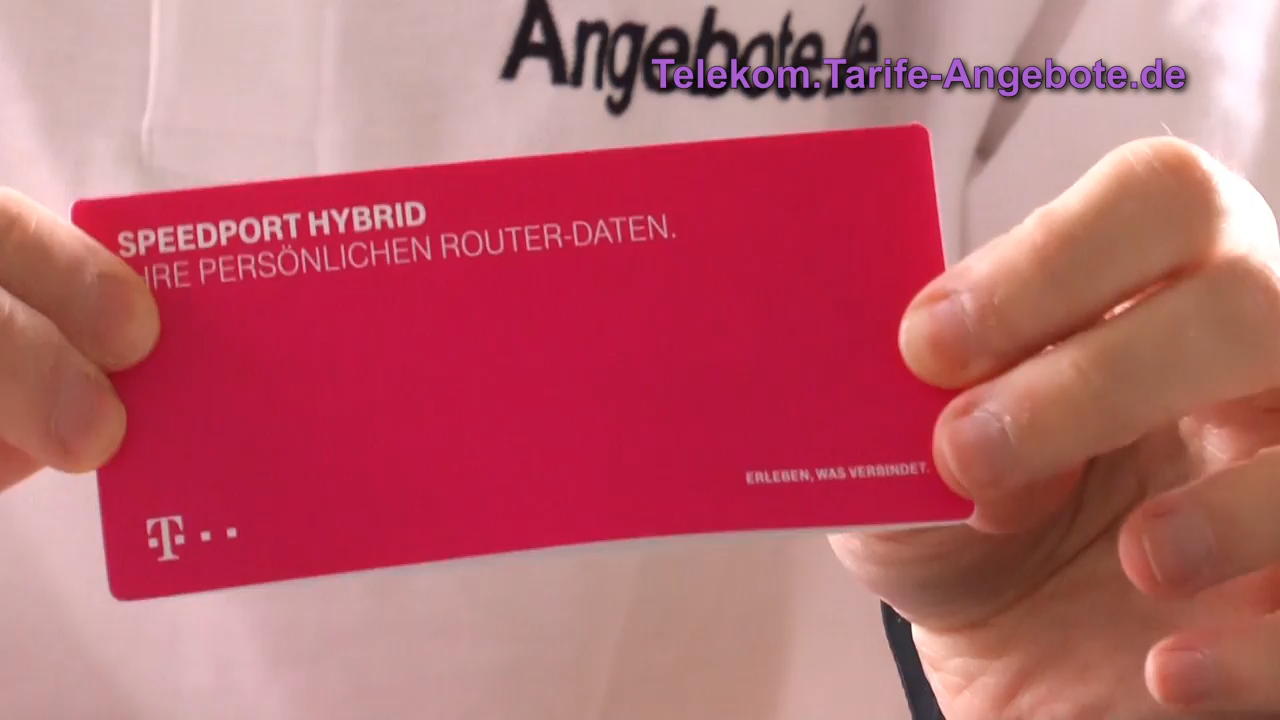 Angebote.de
Telekom.Tarife-Angebote.de
SPEEDPORT HYBRID
IHRE PERSÖNLICHEN ROUTER-DATEN.
ERLEBEN, WAS VERBINDET.
T